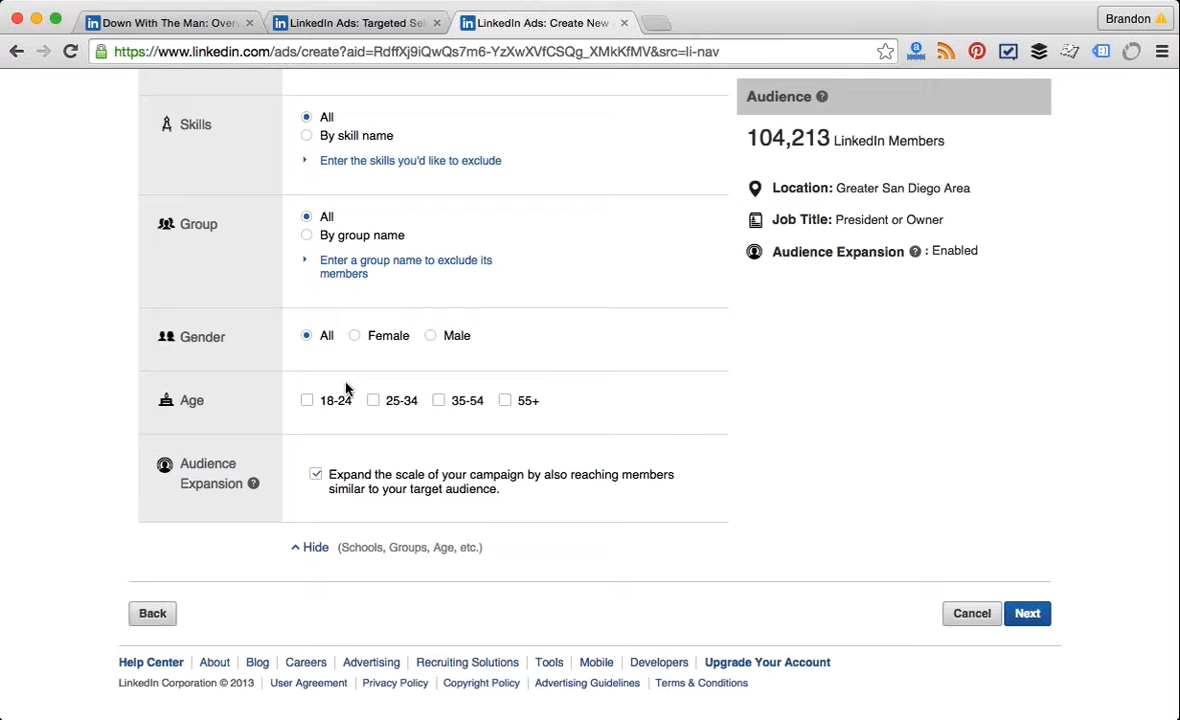 Down With The Man: Over
LinkedIn Ads: Targeted Sel
LinkedIn Ads: Create New
Brandon
https://www.linkedin.com/ads/create?aid=RdffXj9iQwQs7m6-YzXwXVfCSQg_XMkKfMV&src=li-nav
Skills
All
By skill name
Enter the skills you'd like to exclude
Group
All
By group name
Enter a group name to exclude its
members
Gender
All Female Male
Age
18-24 25-34 35-54 55+
Audience
Expansion
Expand the scale of your campaign by also reaching members
similar to your target audience.
Hide (Schools, Groups, Age, etc.)
Audience
104,213 LinkedIn Members
Location: Greater San Diego Area
Job Title: President or Owner
Audience Expansion : Enabled
Back
Cancel
Next
Help Center About Blog Careers Advertising Recruiting Solutions Tools Mobile Developers Upgrade Your Account
LinkedIn Corporation © 2013 User Agreement Privacy Policy Copyright Policy Advertising Guidelines Terms & Conditions